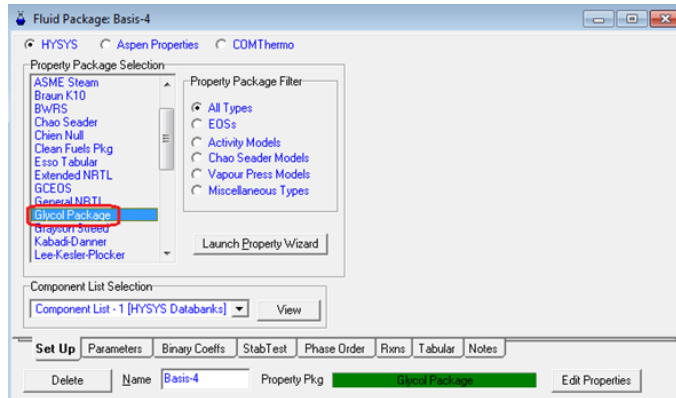 Fluid Package: Basis-4
HYSYS Aspen Properties COMThermo
Property Package Selection
ASME Steam
Braun K10
BWRS
Chao Seader
Chien Null
Clean Fuels Pkg
Esso Tabular
Extended NRTL
GCEOS
General NRTL
Glycol Package
Grayson Streed
Kabadi-Danner
Lee-Kesler-Plocker
Property Package Filter
All Types
EOSs
Activity Models
Chao Seader Models
Vapour Press Models
Miscellaneous Types
Launch Property Wizard
Component List Selection
Component List - 1 [HYSYS Databanks] View
Set Up Parameters Binary Coeffs StabTest Phase Order Rxns Tabular Notes
Delete Name Basis-4 Property Pkg Glycol Package Edit Properties